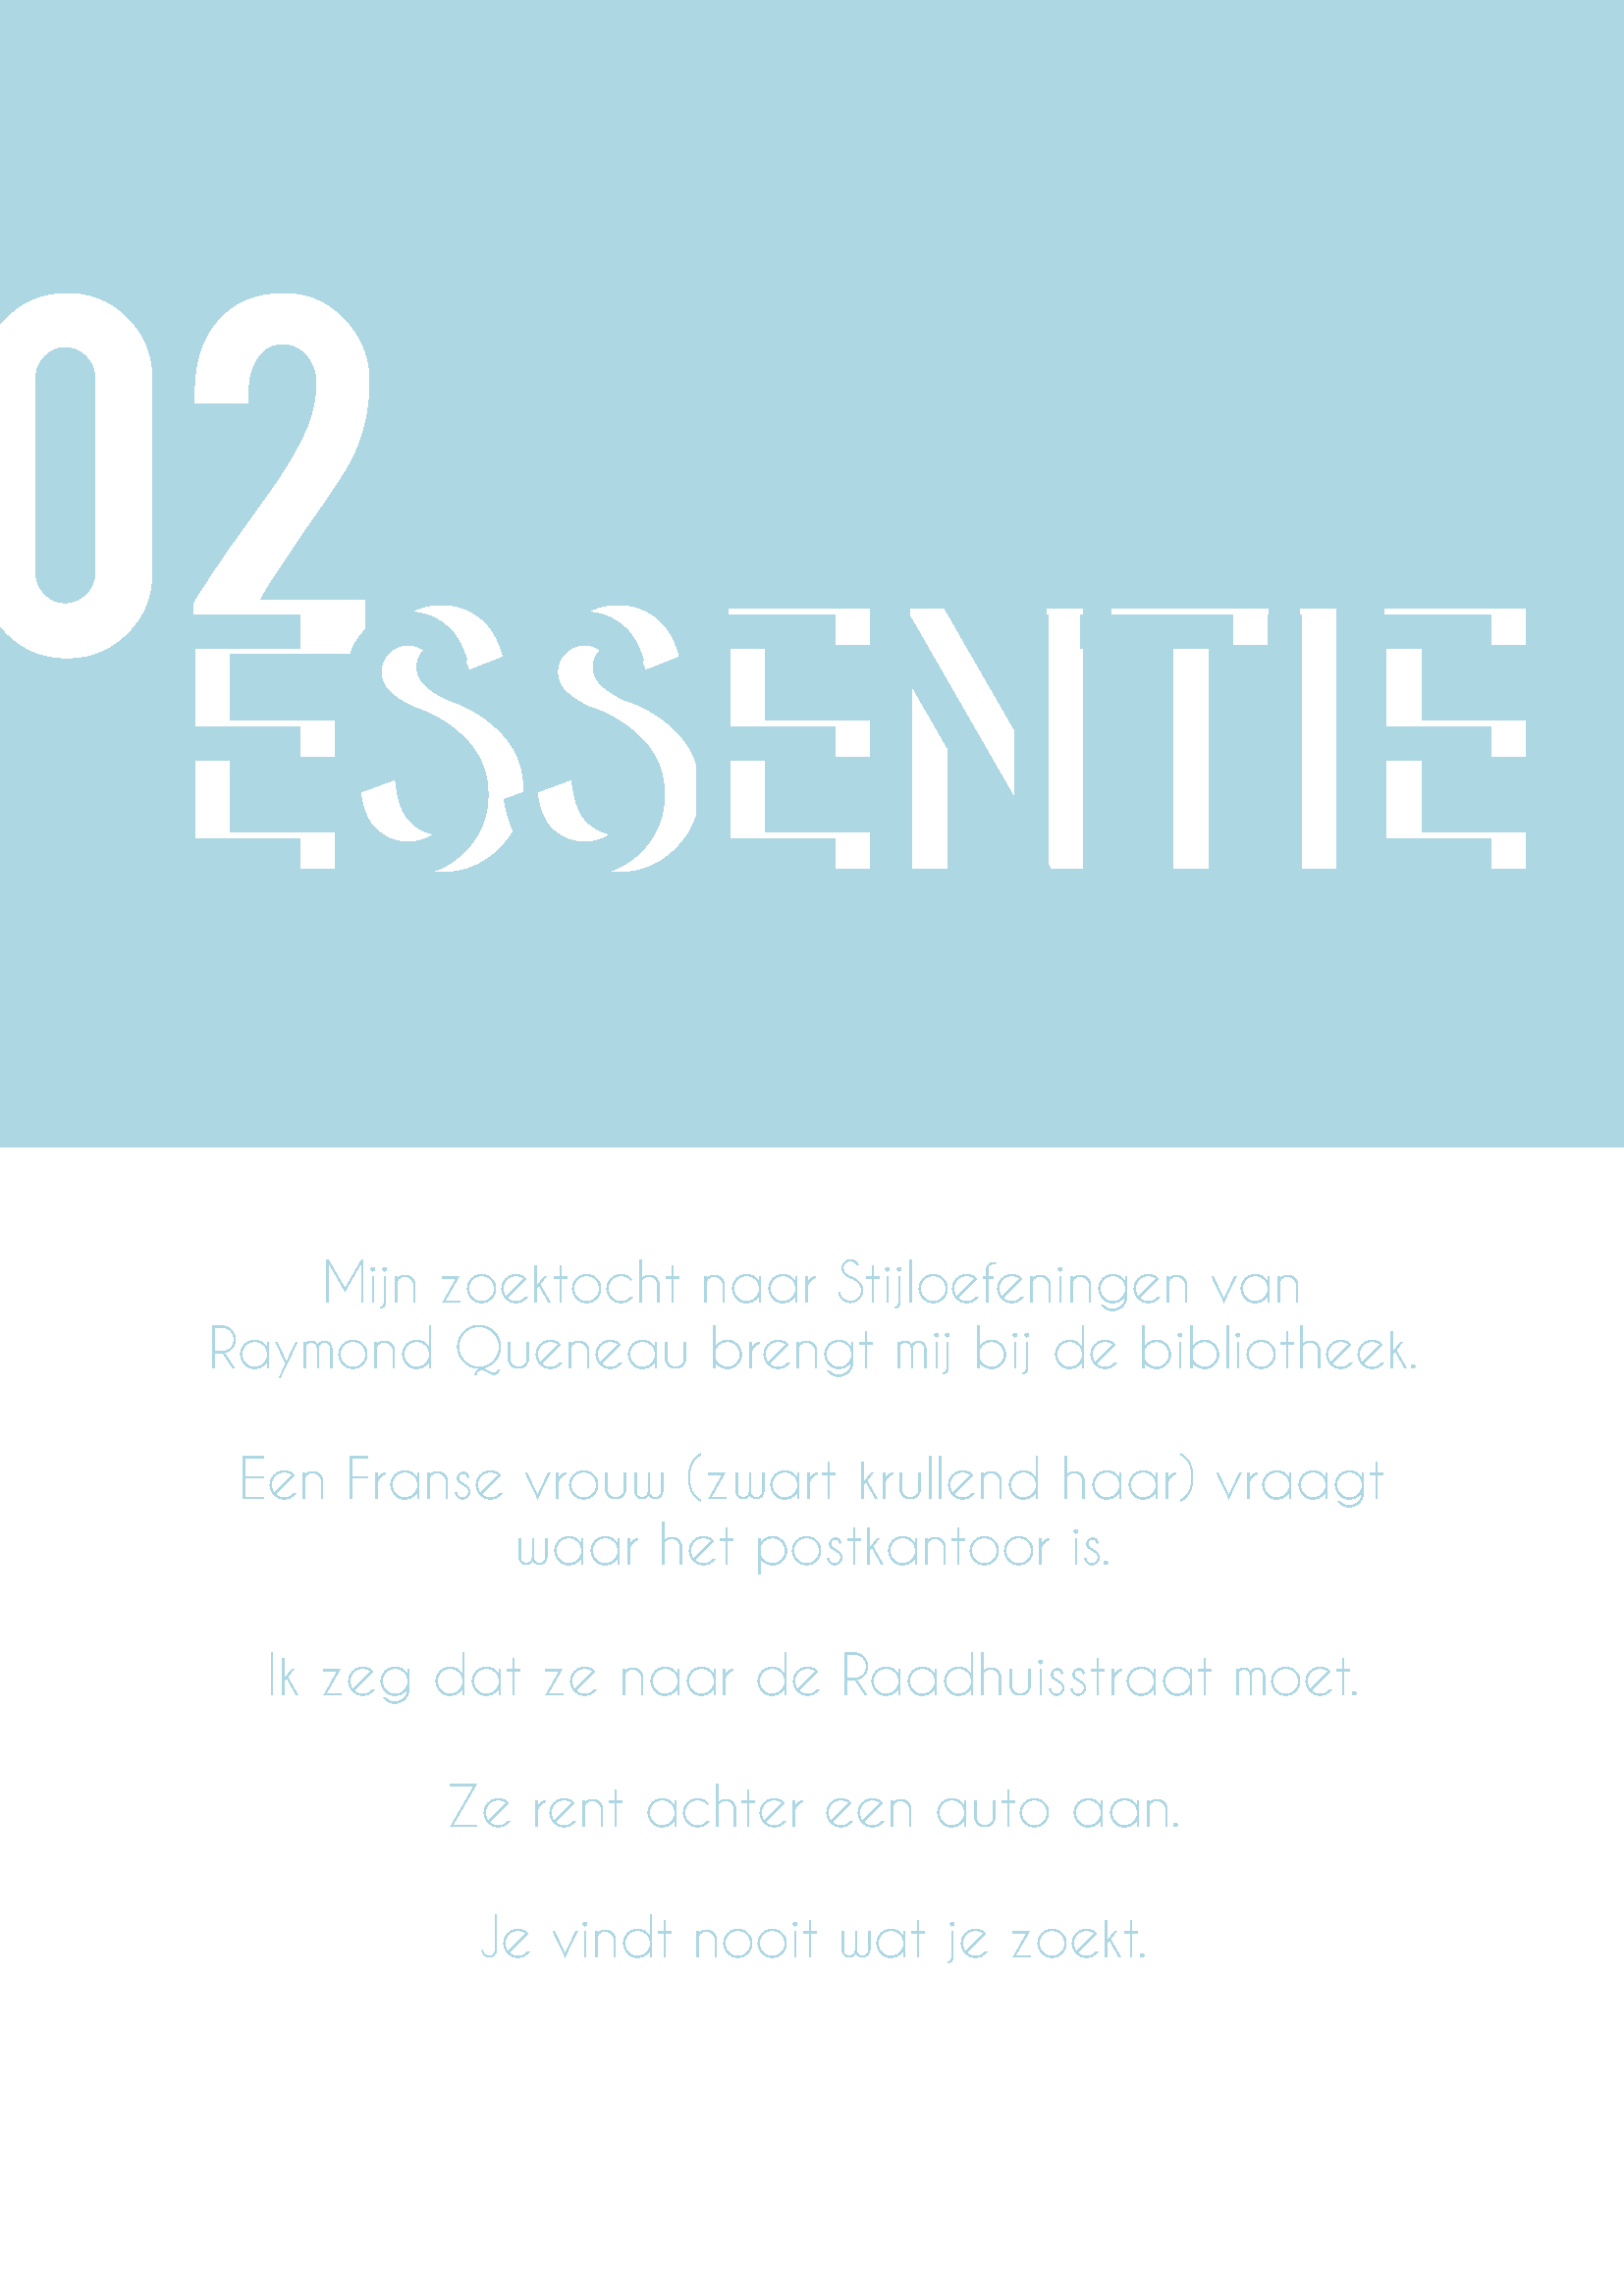 02
ESSENTIE
Mijn zoektocht naar Stijloefeningen van
Raymond Queneau brengt mij bij de bibliotheek.
Een Franse vrouw (zwart krullend haar) vraagt
waar het postkantoor is.
Ik zeg dat ze naar de Raadhuisstraat moet.
Ze rent achter een auto aan.
Je vindt nooit wat je zoekt.